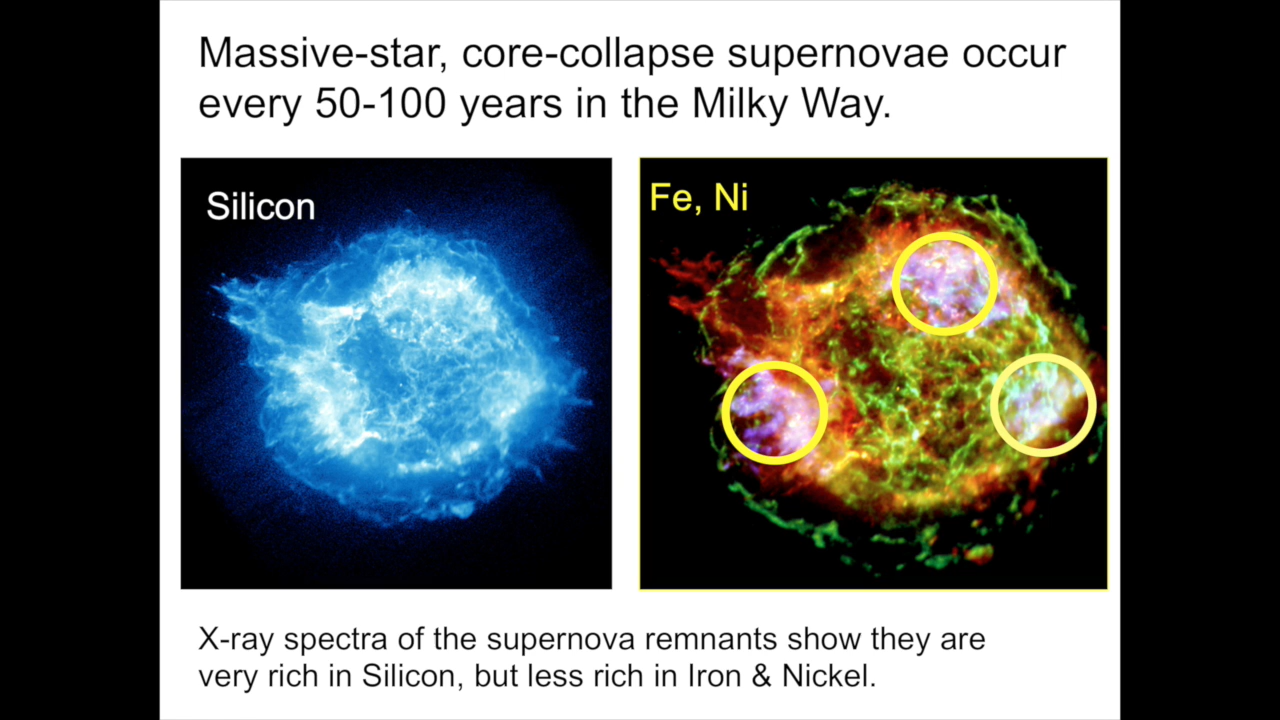 Massive-star, core-collapse supernovae occur
every 50-100 years in the Milky Way.
Silicon
Fe, Ni
X-ray spectra of the supernova remnants show they are
very rich in Silicon, but less rich in Iron & Nickel.